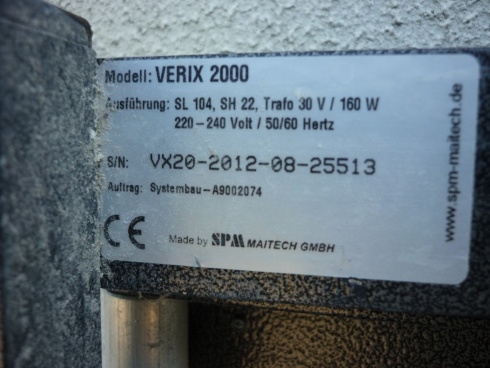 Modell: VERIX 2000
Ausführung: SL 104, SH 22, Trafo 30 V / 160 W
220-240 Volt / 50/60 Hertz
S/N: VX20-2012-08-25513
Auftrag: Systembau-A9002074
CE Made by SPM MAITECH GMBH
www.spm-maitech.de